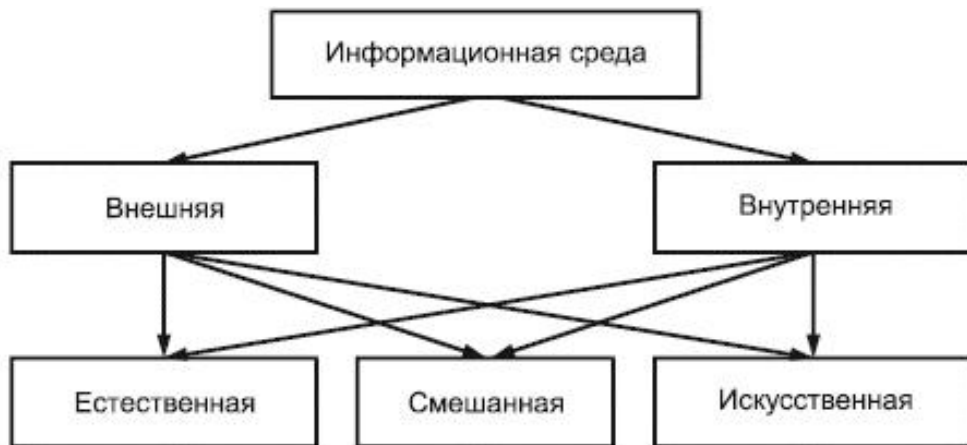 Информационная среда
Внешняя
Внутренняя
Естественная
Смешанная
Искусственная